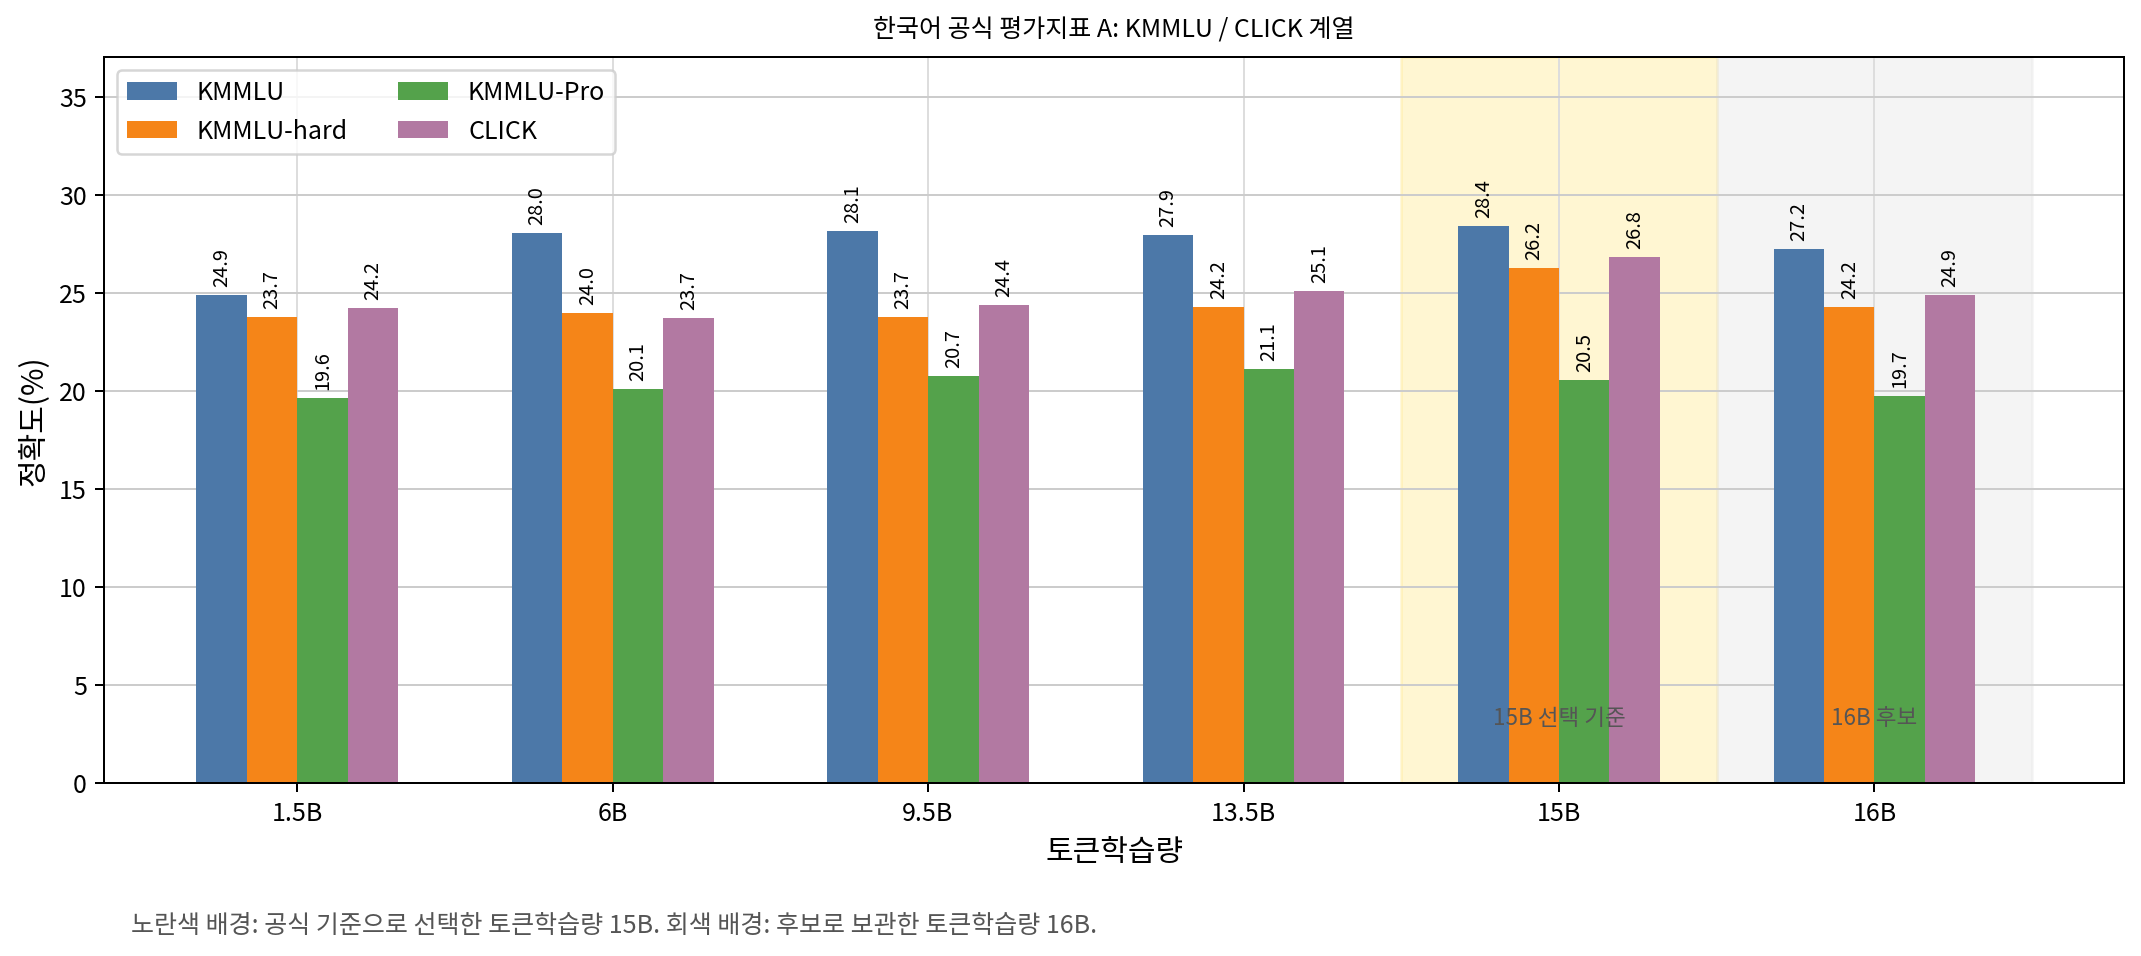 한국어 공식 평가지표 A: KMMLU / CLICK 계열
KMMLU
KMMLU-hard
KMMLU-Pro
CLICK
정확도(%)
35
30
25
20
15
10
5
0
24.9
23.7
19.6
24.2
28.0
24.0
20.1
23.7
28.1
23.7
20.7
24.4
27.9
24.2
21.1
25.1
28.4
26.2
20.5
26.8
27.2
24.2
19.7
24.9
15B 선택 기준
16B 후보
1.5B
6B
9.5B
13.5B
15B
16B
토큰학습량
노란색 배경: 공식 기준으로 선택한 토큰학습량 15B. 회색 배경: 후보로 보관한 토큰학습량 16B.